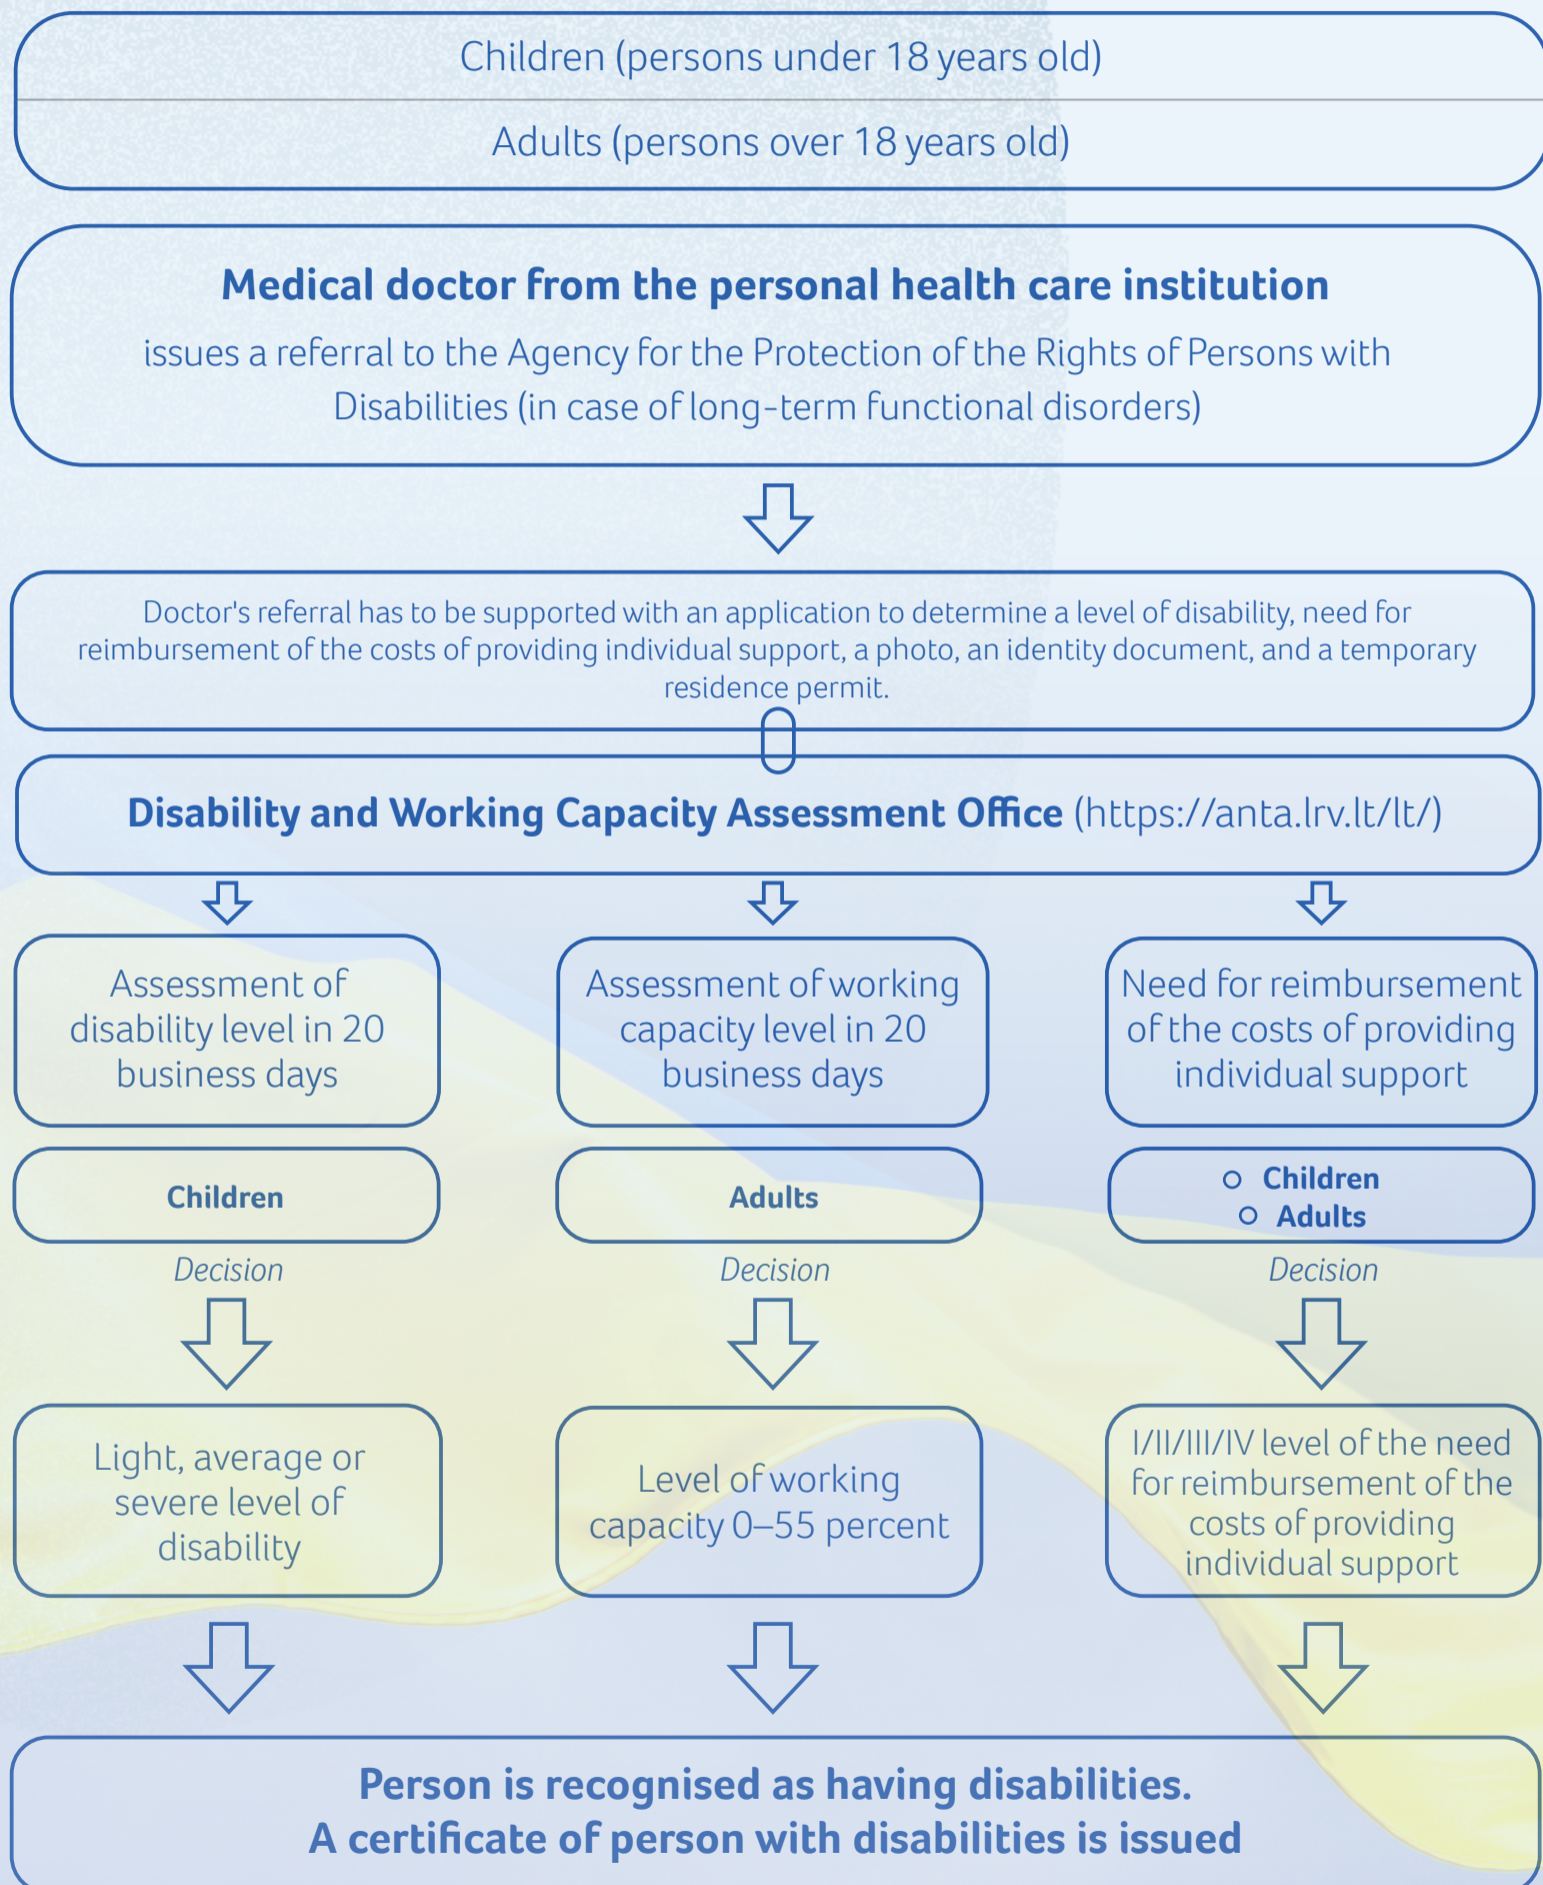 Children (persons under 18 years old)
Adults (persons over 18 years old)
Medical doctor from the personal health care institution
issues a referral to the Agency for the Protection of the Rights of Persons with
Disabilities (in case of long-term functional disorders)
Doctor's referral has to be supported with an application to determine a level of disability, need for
reimbursement of the costs of providing individual support, a photo, an identity document, and a temporary
residence permit.
Disability and Working Capacity Assessment Office (https://anta.lrv.lt/lt/)
Assessment of
disability level in 20
business days
Assessment of working
capacity level in 20
business days
Need for reimbursement
of the costs of providing
individual support
Children
Adults
Children
Adults
Decision
Decision
Decision
Light, average or
severe level of
disability
Level of working
capacity 0–55 percent
I/II/III/IV level of the need
for reimbursement of the
costs of providing
individual support
Person is recognised as having disabilities.
A certificate of person with disabilities is issued